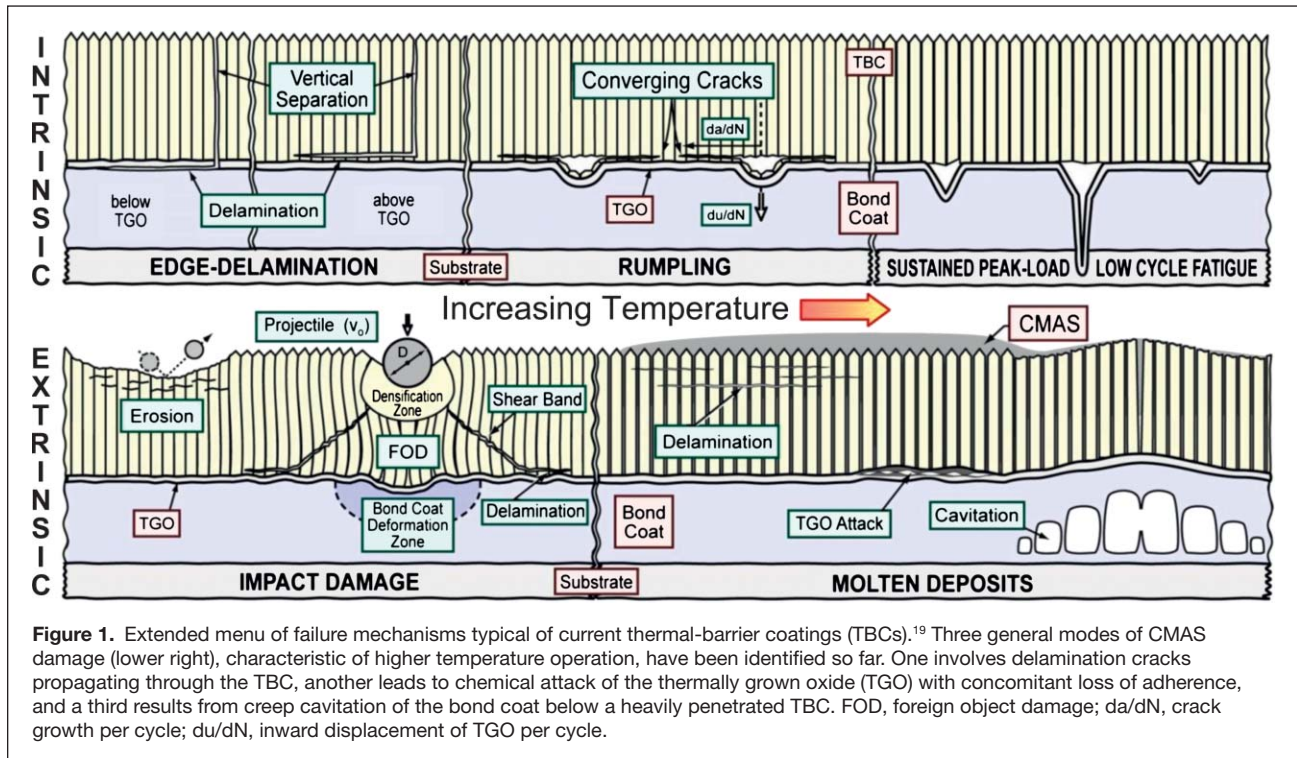 INTRINSIC
Vertical
Separation
Converging Cracks
TBC
da/dN
below
TGO
Delamination
above
TGO
TGO
du/dN
Bond
Coat
EDGE-DELAMINATION
Substrate
RUMPLING
SUSTAINED PEAK-LOAD
LOW CYCLE FATIGUE
Increasing Temperature
EXTRINSIC
Projectile (vₒ)
D
CMAS
Densification
Zone
Shear Band
Erosion
FOD
Delamination
TGO
Bond Coat
Deformation
Zone
Delamination
Bond
Coat
TGO Attack
Cavitation
IMPACT DAMAGE
Substrate
MOLTEN DEPOSITS
Figure 1. Extended menu of failure mechanisms typical of current thermal-barrier coatings (TBCs).¹⁹ Three general modes of CMAS
damage (lower right), characteristic of higher temperature operation, have been identified so far. One involves delamination cracks
propagating through the TBC, another leads to chemical attack of the thermally grown oxide (TGO) with concomitant loss of adherence,
and a third results from creep cavitation of the bond coat below a heavily penetrated TBC. FOD, foreign object damage; da/dN, crack
growth per cycle; du/dN, inward displacement of TGO per cycle.